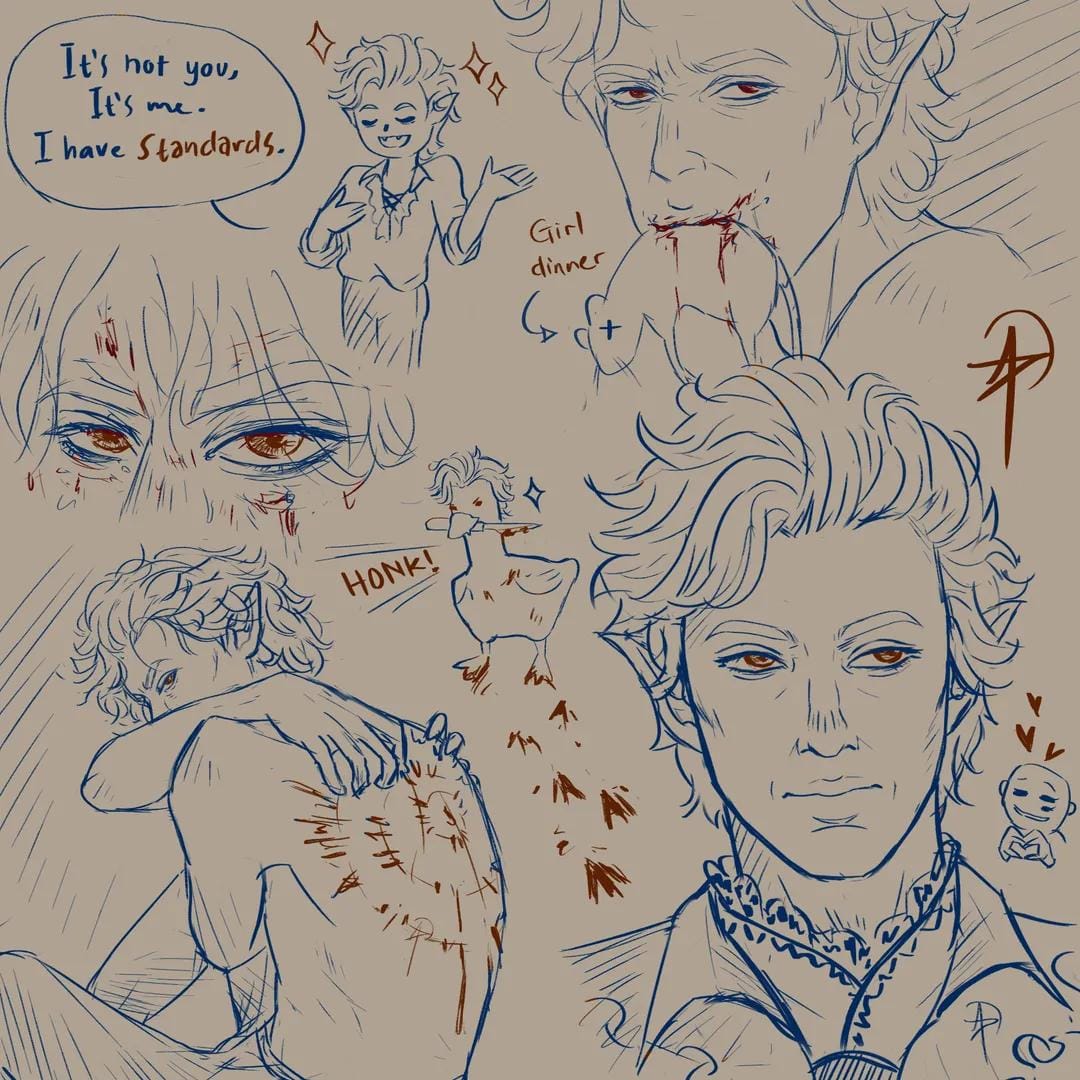 It's not you,
It's me.
I have Standards.
Girl
dinner
HONK!